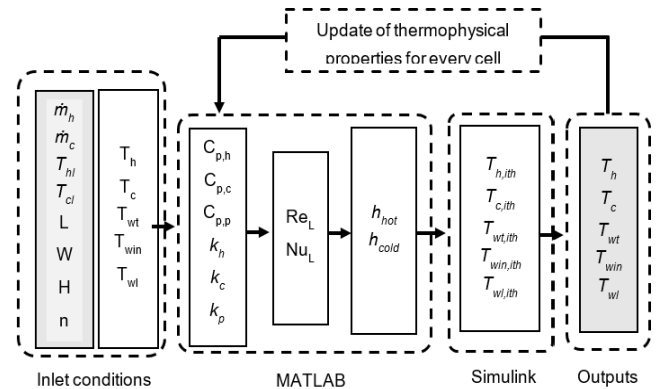 Update of thermophysical
properties for every cell
ṁh
ṁc
Thl
Tcl
L
W
H
n
Th
Tc
Twt
Twin
Twl
Cp,h
Cp,c
Cp,p
kh
kc
kp
ReL
NuL
hhot
hcold
Th,ith
Tc,ith
Twt,ith
Twin,ith
Twl,ith
Th
Tc
Twt
Twin
Twl
Inlet conditions
MATLAB
Simulink
Outputs